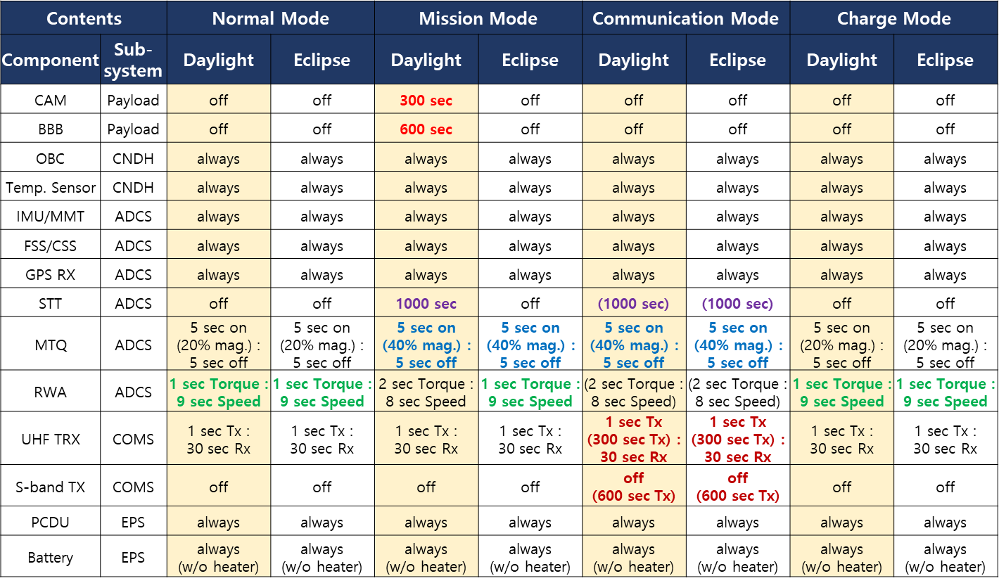 Contents Normal Mode Mission Mode Communication Mode Charge Mode
Component Sub-
system Daylight Eclipse Daylight Eclipse Daylight Eclipse Daylight Eclipse
CAM Payload off off 300 sec off off off off off
BBB Payload off off 600 sec off off off off off
OBC CNDH always always always always always always always always
Temp. Sensor CNDH always always always always always always always always
IMU/MMT ADCS always always always always always always always always
FSS/CSS ADCS always always always always always always always always
GPS RX ADCS always always always always always always always always
STT ADCS off off 1000 sec off (1000 sec) (1000 sec) off off
MTQ ADCS
5 sec on 5 sec on 5 sec on 5 sec on 5 sec on 5 sec on 5 sec on 5 sec on
(20% mag.) : (20% mag.) : (40% mag.) : (40% mag.) : (40% mag.) : (40% mag.) : (20% mag.) : (20% mag.) :
5 sec off 5 sec off 5 sec off 5 sec off 5 sec off 5 sec off 5 sec off 5 sec off
RWA ADCS
1 sec Torque : 1 sec Torque : 2 sec Torque : 1 sec Torque : (2 sec Torque : (2 sec Torque : 1 sec Torque : 1 sec Torque :
9 sec Speed 9 sec Speed 8 sec Speed 9 sec Speed 8 sec Speed) 8 sec Speed) 9 sec Speed 9 sec Speed
UHF TRX COMS
1 sec Tx : 1 sec Tx : 1 sec Tx : 1 sec Tx : 1 sec Tx 1 sec Tx 1 sec Tx : 1 sec Tx :
(300 sec Tx) : (300 sec Tx) :
30 sec Rx 30 sec Rx 30 sec Rx 30 sec Rx 30 sec Rx 30 sec Rx 30 sec Rx 30 sec Rx
S-band TX COMS off off off off off off off off
(600 sec Tx) (600 sec Tx)
PCDU EPS always always always always always always always always
Battery EPS always always always always always always always always
(w/o heater) (w/o heater) (w/o heater) (w/o heater) (w/o heater) (w/o heater) (w/o heater) (w/o heater)